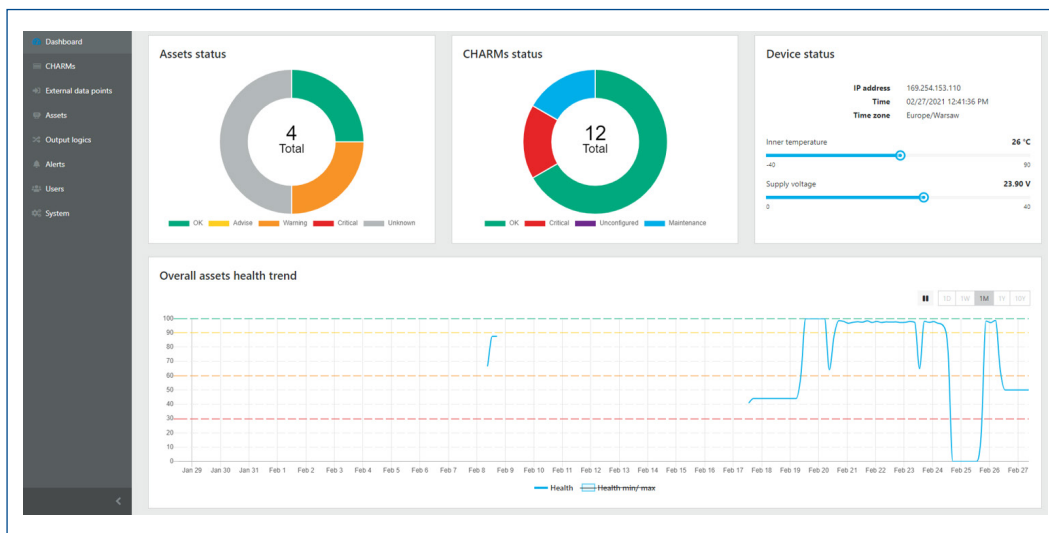 Dashboard
CHARMs
External data points
Assets
Output logics
Alerts
Users
System
Assets status
4
Total
OK Advise Warning Critical Unknown
CHARMs status
12
Total
OK Critical Unconfigured Maintenance
Device status
IP address 169.254.153.110
Time 02/27/2021 12:41:36 PM
Time zone Europe/Warsaw
Inner temperature 26 °C
-40 90
Supply voltage 23.90 V
0 40
Overall assets health trend
1D 1W 1M 1Y 10Y
100
90
80
70
60
50
40
30
20
10
0
Jan 29 Jan 30 Jan 31 Feb 1 Feb 2 Feb 3 Feb 4 Feb 5 Feb 6 Feb 7 Feb 8 Feb 9 Feb 10 Feb 11 Feb 12 Feb 13 Feb 14 Feb 15 Feb 16 Feb 17 Feb 18 Feb 19 Feb 20 Feb 21 Feb 22 Feb 23 Feb 24 Feb 25 Feb 26 Feb 27
Health Health min/ max